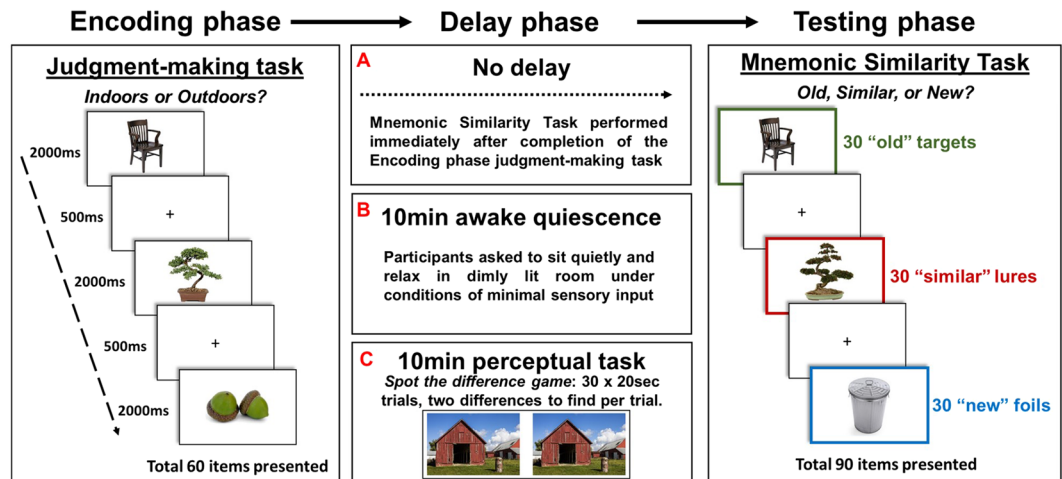 Encoding phase
Delay phase
Testing phase
Judgment-making task
Indoors or Outdoors?
2000ms
500ms
+
2000ms
500ms
+
2000ms
Total 60 items presented
A
No delay
Mnemonic Similarity Task performed
immediately after completion of the
Encoding phase judgment-making task
B
10min awake quiescence
Participants asked to sit quietly and
relax in dimly lit room under
conditions of minimal sensory input
C
10min perceptual task
Spot the difference game: 30 x 20sec
trials, two differences to find per trial.
Mnemonic Similarity Task
Old, Similar, or New?
30 “old” targets
+
30 “similar” lures
+
30 “new” foils
Total 90 items presented